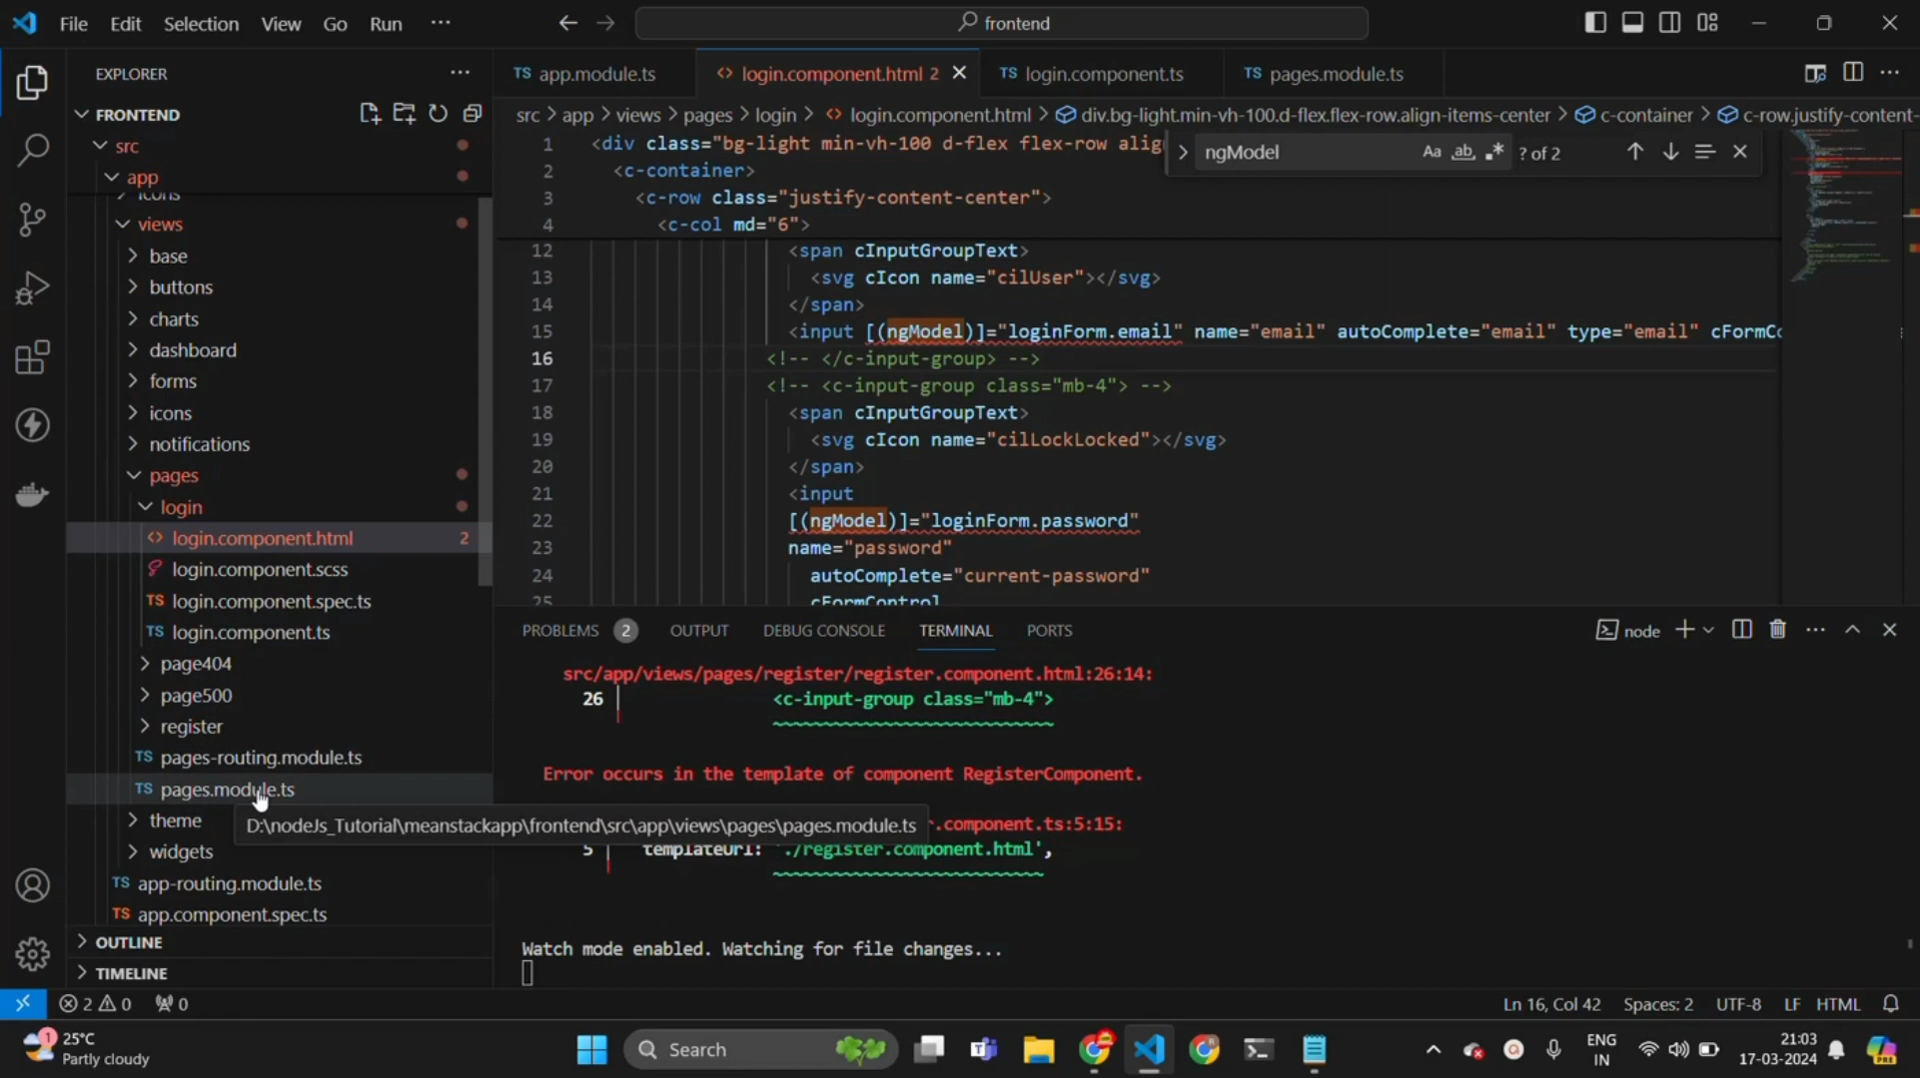 File Edit Selection View Go Run ···
frontend
EXPLORER ···
FRONTEND
src
app
icons
views
base
buttons
charts
dashboard
forms
icons
notifications
pages
login
login.component.html 2
login.component.scss
login.component.spec.ts
login.component.ts
page404
page500
register
TS pages-routing.module.ts
TS pages.module.ts
theme
widgets
TS app-routing.module.ts
TS app.component.spec.ts
OUTLINE
TIMELINE
TS app.module.ts
login.component.html 2
TS login.component.ts
TS pages.module.ts
src > app > views > pages > login > login.component.html > div.bg-light.min-vh-100.d-flex.flex-row.align-items-center > c-container > c-row.justify-content-
ngModel Aa ab .* ? of 2
1 <div class="bg-light min-vh-100 d-flex flex-row alig
2 <c-container>
3 <c-row class="justify-content-center">
4 <c-col md="6">
12 <span cInputGroupText>
13 <svg cIcon name="cilUser"></svg>
14 </span>
15 <input [(ngModel)]="loginForm.email" name="email" autoComplete="email" type="email" cFormCo
16 <!-- </c-input-group> -->
17 <!-- <c-input-group class="mb-4"> -->
18 <span cInputGroupText>
19 <svg cIcon name="cilLockLocked"></svg>
20 </span>
21 <input
22 [(ngModel)]="loginForm.password"
23 name="password"
24 autoComplete="current-password"
25 cFormControl
PROBLEMS 2 OUTPUT DEBUG CONSOLE TERMINAL PORTS
node
src/app/views/pages/register/register.component.html:26:14:
26 │ <c-input-group class="mb-4">
Error occurs in the template of component RegisterComponent.
.component.ts:5:15:
D:\nodeJs_Tutorial\meanstackapp\frontend\src\app\views\pages\pages.module.ts
5 │ templateUrl: './register.component.html',
Watch mode enabled. Watching for file changes...
2 0 0
Ln 16, Col 42 Spaces: 2 UTF-8 LF HTML
1
25°C
Partly cloudy
Search
ENG
IN
21:03
17-03-2024
PRE